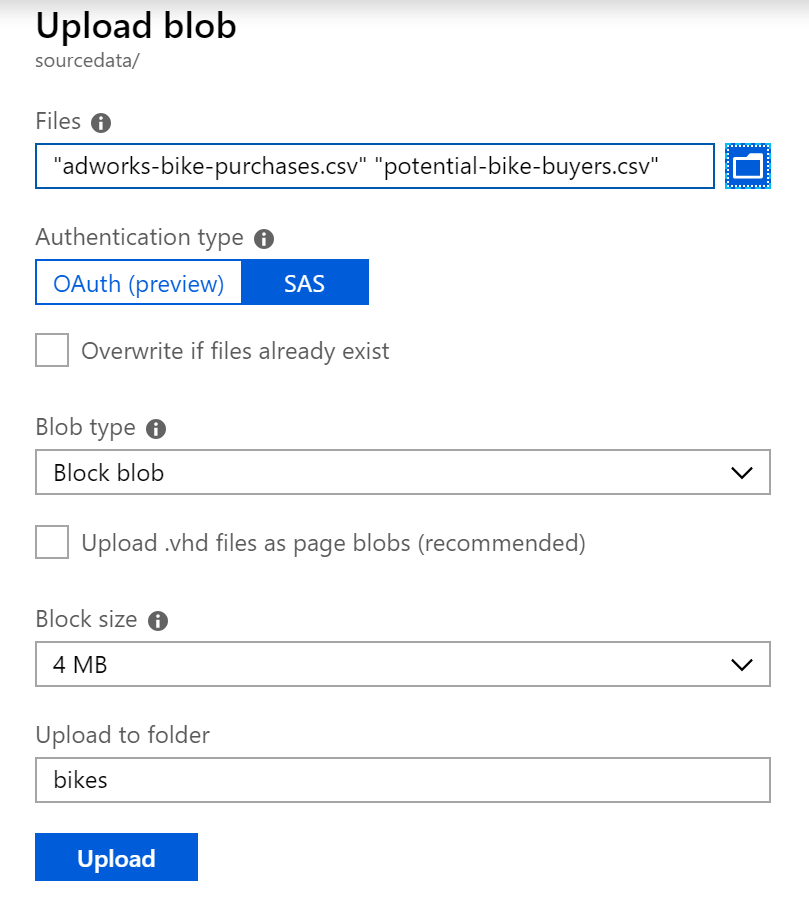 Upload blob
sourcedata/
Files
"adworks-bike-purchases.csv" "potential-bike-buyers.csv"
Authentication type
OAuth (preview) SAS
Overwrite if files already exist
Blob type
Block blob
Upload .vhd files as page blobs (recommended)
Block size
4 MB
Upload to folder
bikes
Upload